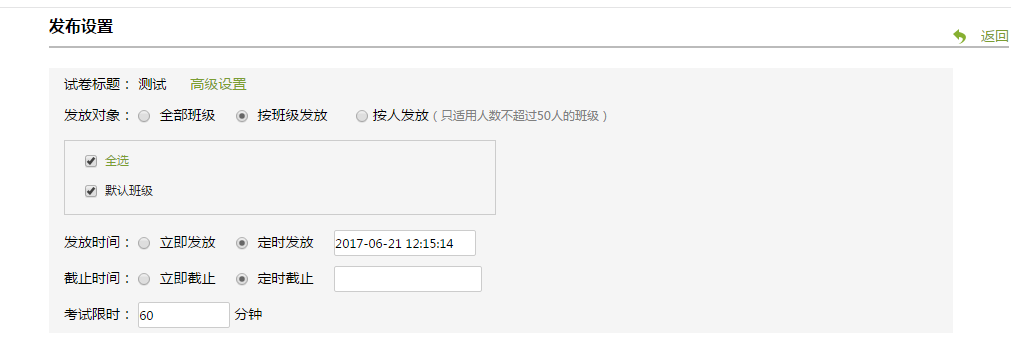 发布设置
返回
试卷标题： 测试 高级设置
发放对象： 全部班级 按班级发放 按人发放（只适用人数不超过50人的班级）
全选
默认班级
发放时间： 立即发放 定时发放 2017-06-21 12:15:14
截止时间： 立即截止 定时截止
考试限时： 60 分钟